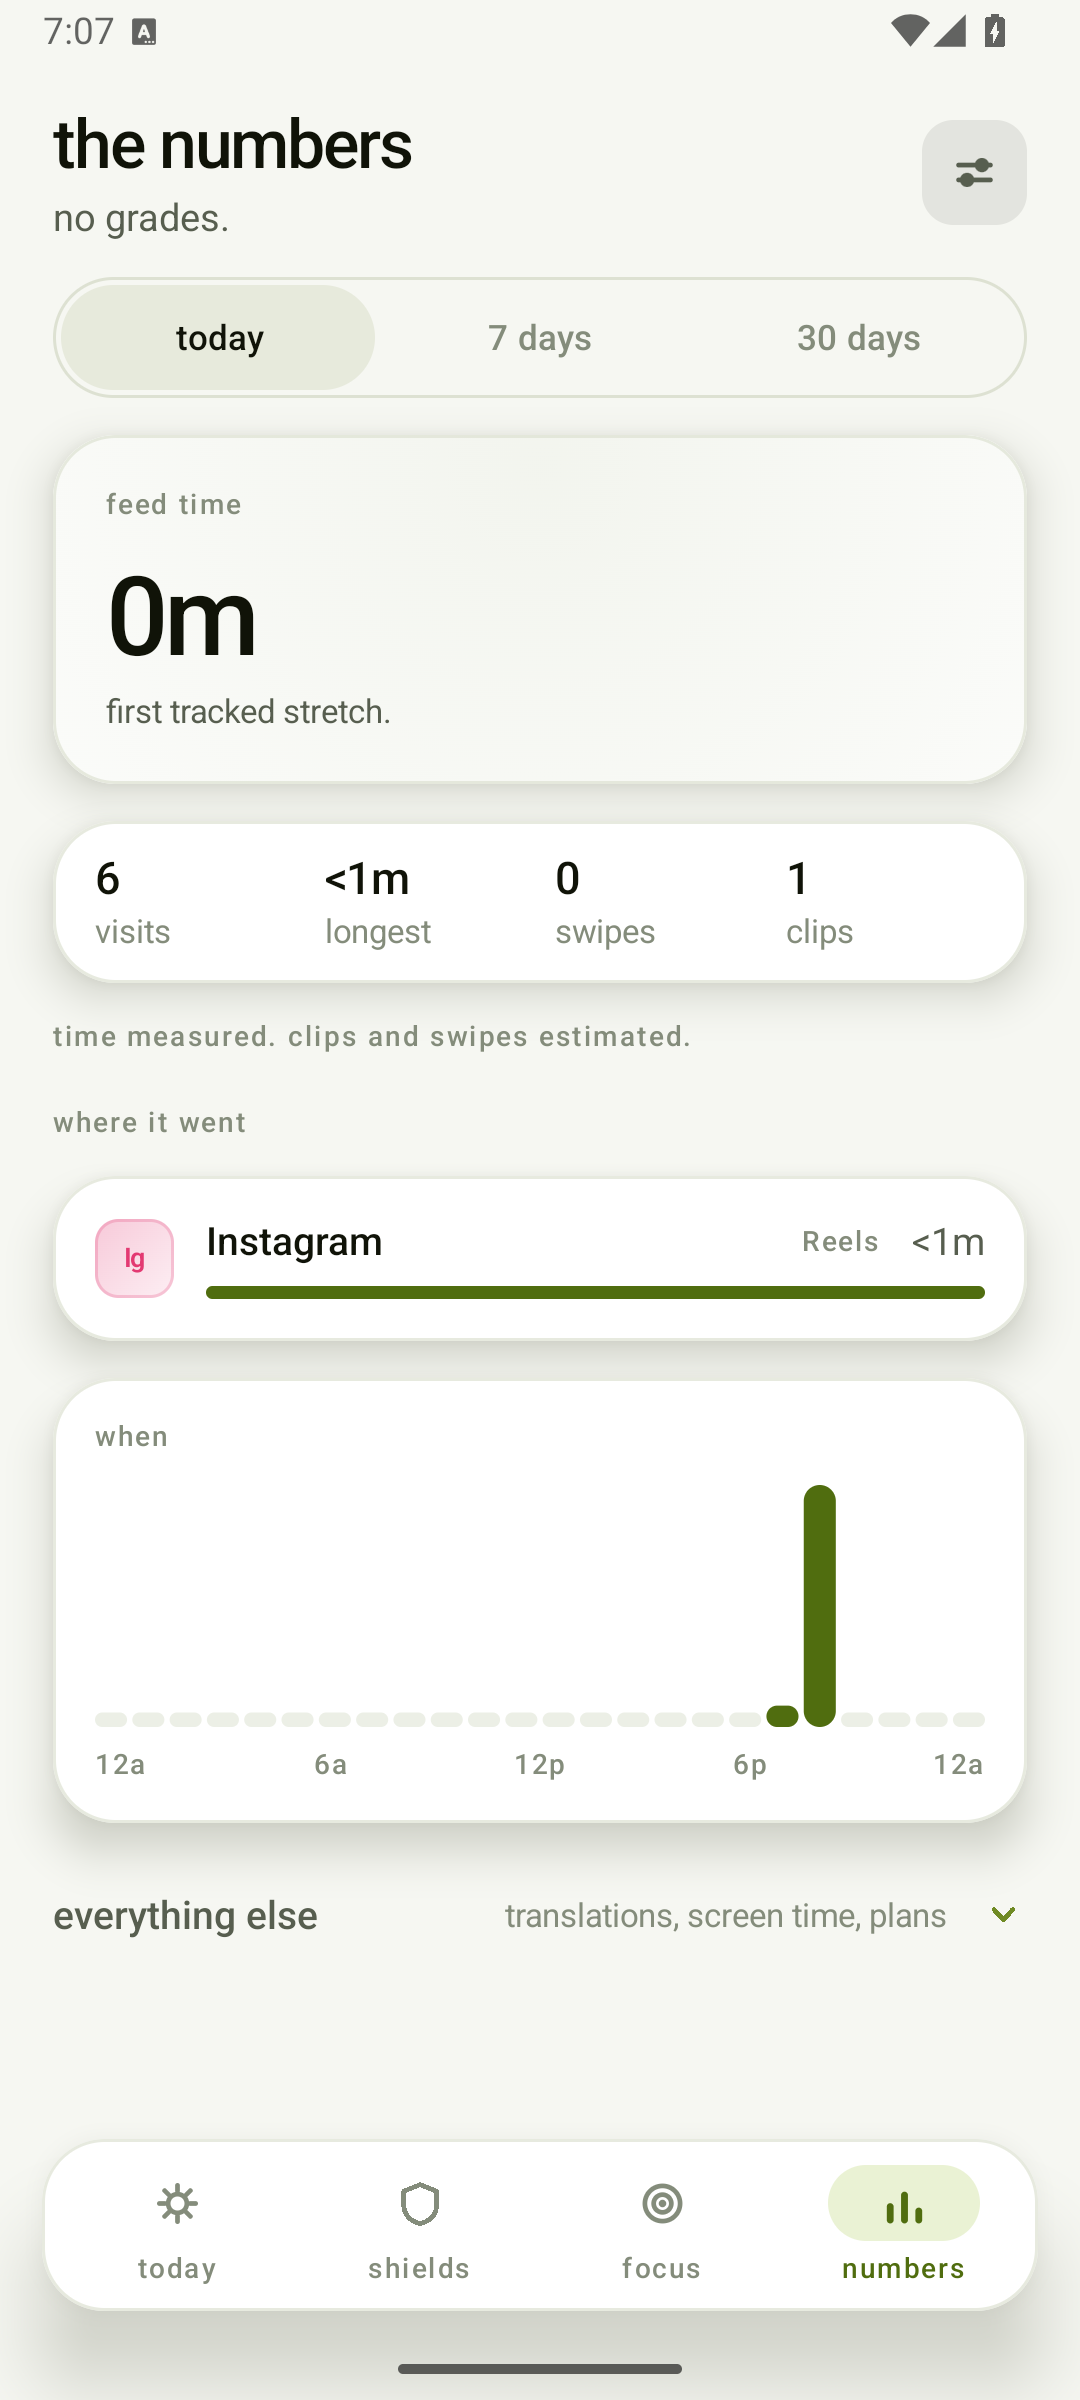 7:07
the numbers
no grades.
today 7 days 30 days
feed time
0m
first tracked stretch.
6 <1m 0 1
visits longest swipes clips
time measured. clips and swipes estimated.
where it went
Ig Instagram Reels <1m
when
12a 6a 12p 6p 12a
everything else translations, screen time, plans
today shields focus numbers